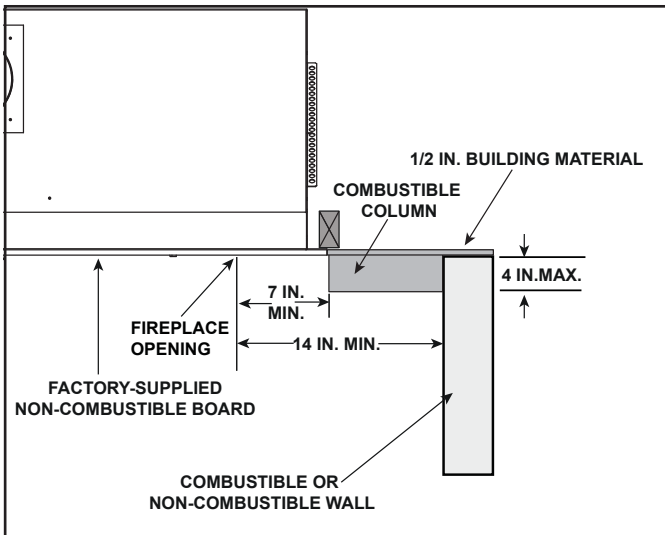 1/2 IN. BUILDING MATERIAL
COMBUSTIBLE
COLUMN
4 IN.MAX.
7 IN.
MIN.
FIREPLACE
OPENING
14 IN. MIN.
FACTORY-SUPPLIED
NON-COMBUSTIBLE BOARD
COMBUSTIBLE OR
NON-COMBUSTIBLE WALL